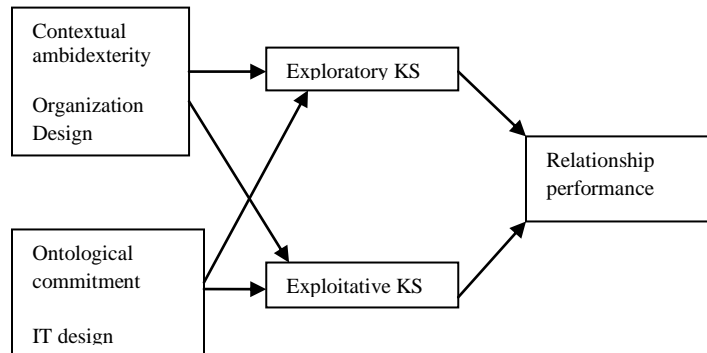 Contextual
ambidexterity
Organization
Design
Exploratory KS
Relationship
performance
Ontological
commitment
IT design
Exploitative KS